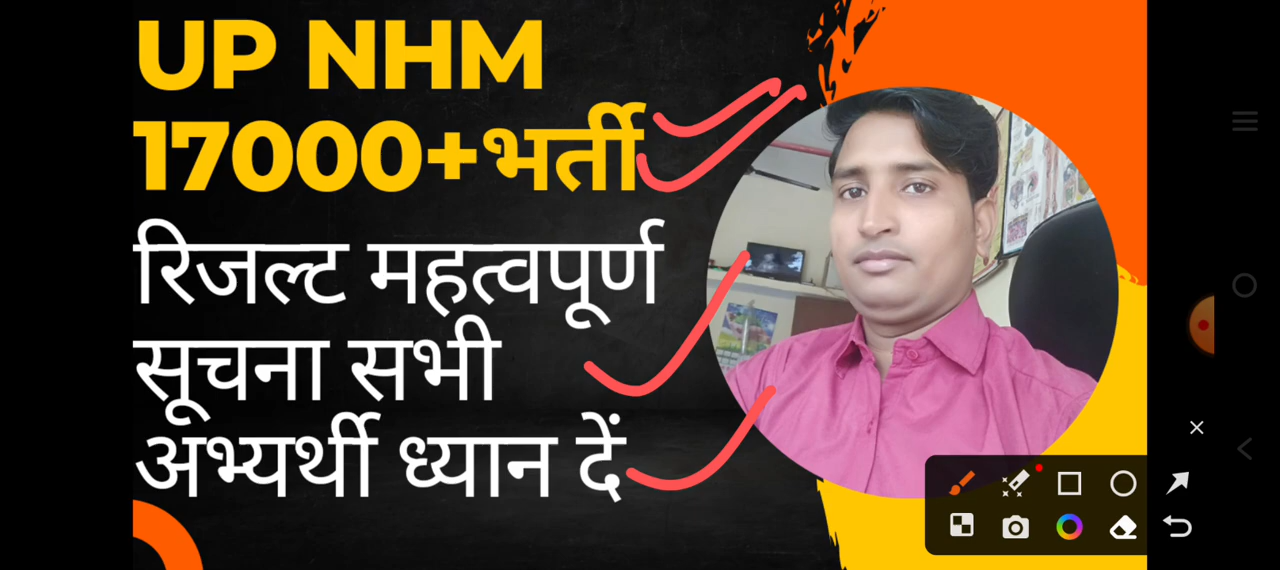 UP NHM
17000+भर्ती
रिजल्ट महत्वपूर्ण
सूचना सभी
अभ्यर्थी ध्यान दें